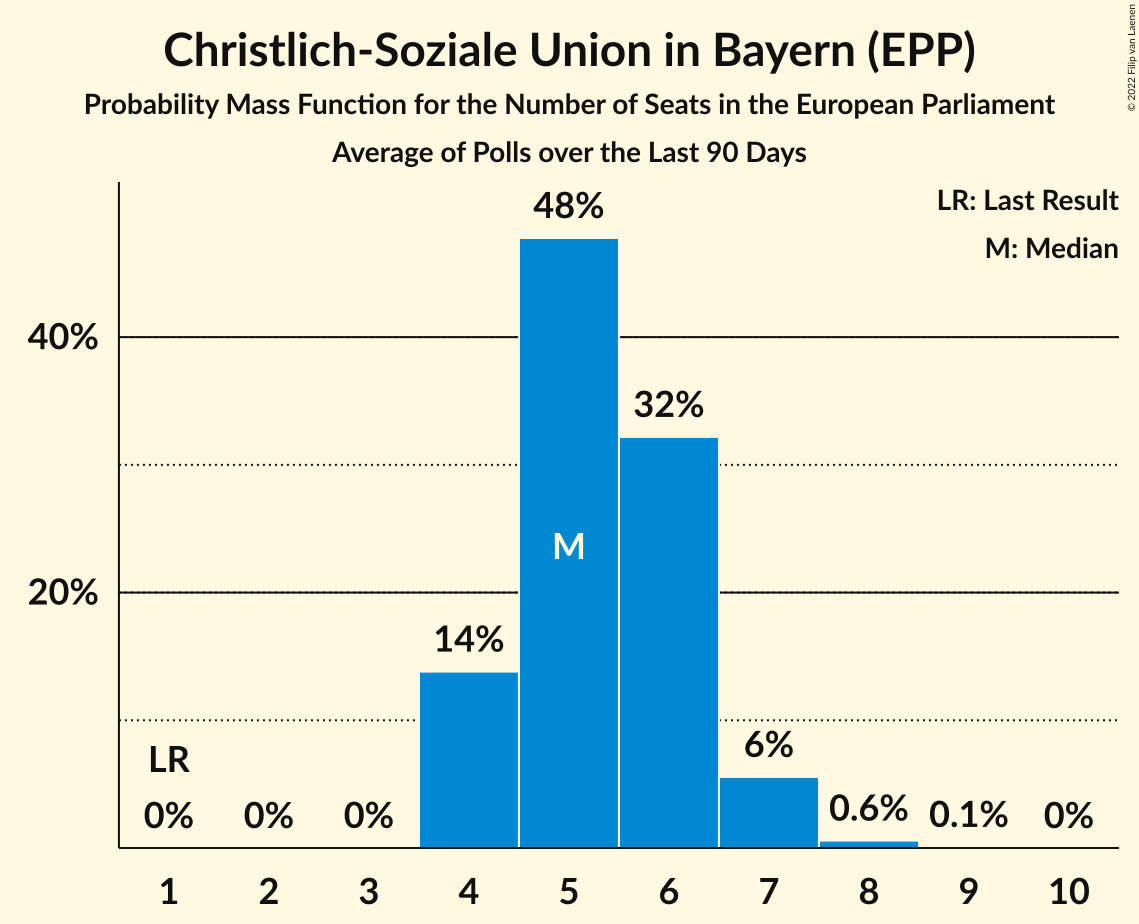 Christlich-Soziale Union in Bayern (EPP)
Probability Mass Function for the Number of Seats in the European Parliament
Average of Polls over the Last 90 Days
© 2022 Filip van Laenen
LR: Last Result
M: Median
48%
40%
32%
M
20%
14%
LR
6%
0% 0% 0% 0.6% 0.1% 0%
1 2 3 4 5 6 7 8 9 10